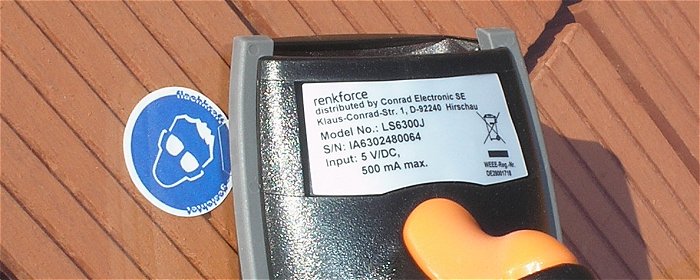 renkforce
distributed by Conrad Electronic SE
Klaus-Conrad-Str. 1, D-92240 Hirschau
Model No.: LS6300J
S/N: IA6302480064
Input: 5 V/DC,
500 mA max.
WEEE-Reg.-Nr.
DE28001718